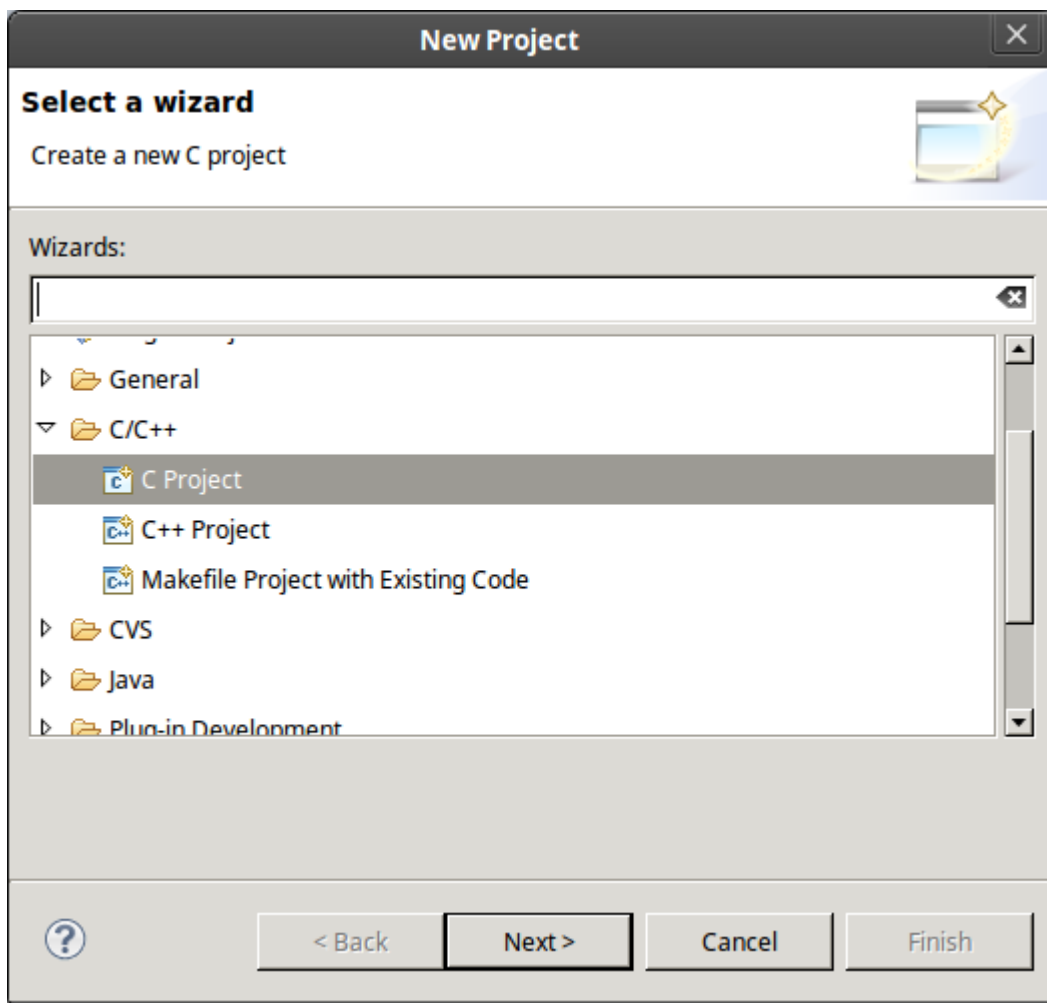 New Project
Select a wizard
Create a new C project
Wizards:
General
C/C++
C Project
C++ Project
Makefile Project with Existing Code
CVS
Java
Plug-in Development
< Back Next > Cancel Finish